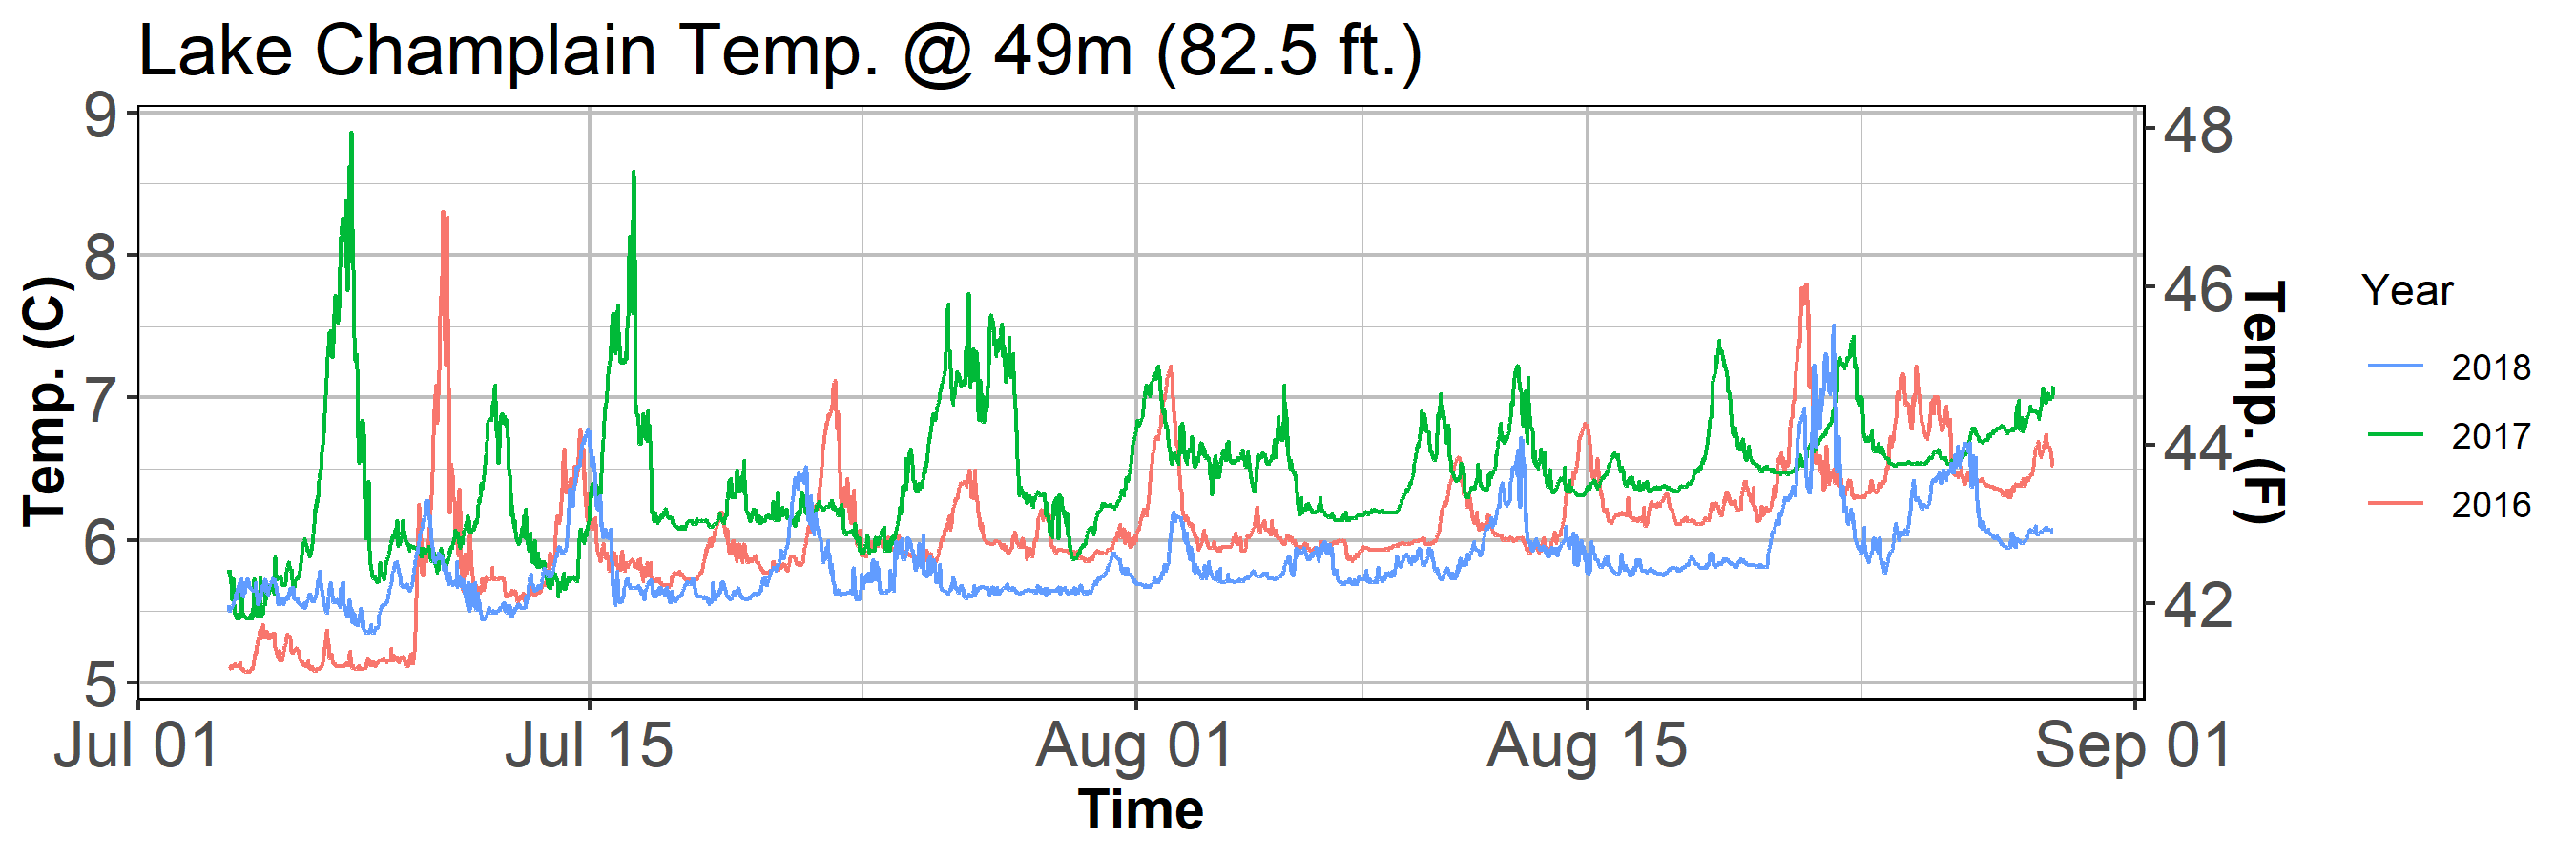 Lake Champlain Temp. @ 49m (82.5 ft.)
9
8
7
6
5
Temp. (C)
48
46
44
42
Temp. (F)
Jul 01
Jul 15
Aug 01
Aug 15
Sep 01
Time
Year
2018
2017
2016